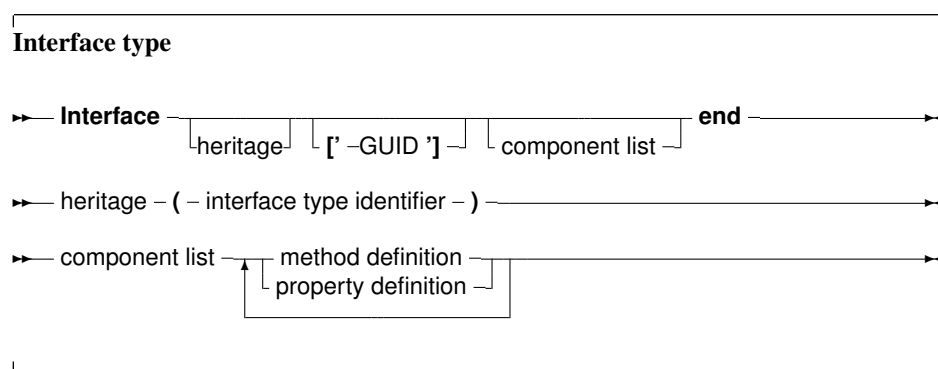 Interface type
Interface end
heritage [' GUID '] component list
heritage ( interface type identifier )
component list method definition
property definition